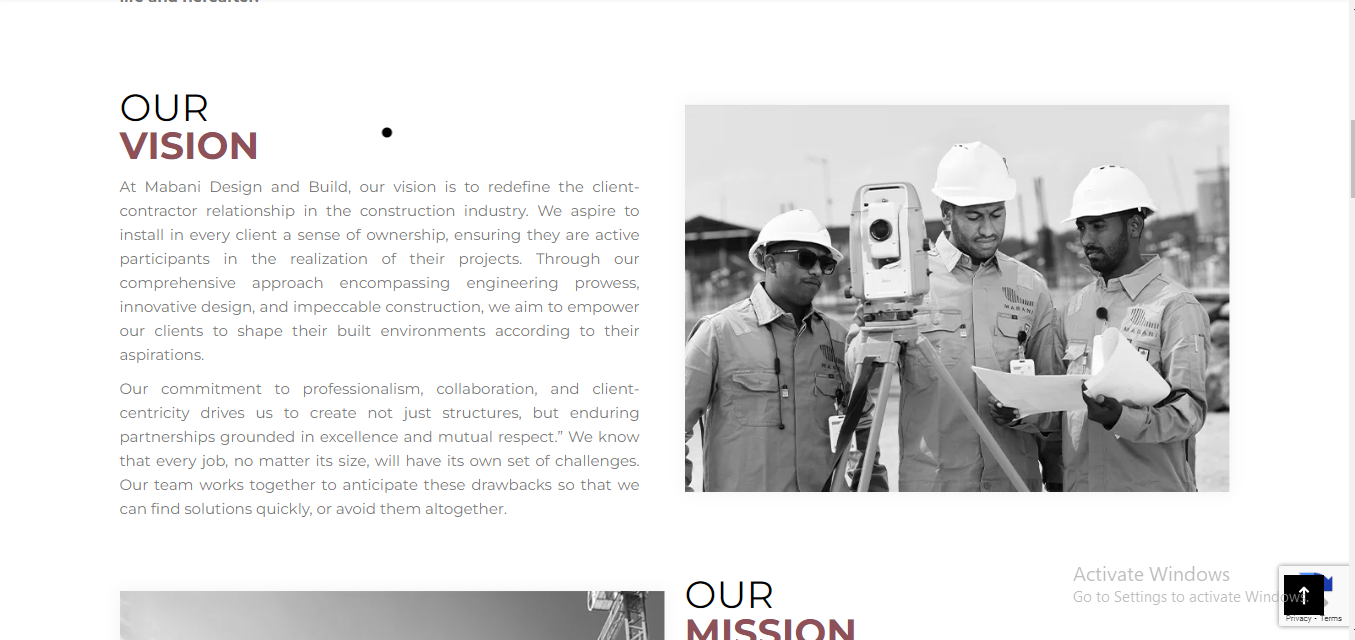 life and hereafter.
OUR
VISION
At Mabani Design and Build, our vision is to redefine the client-
contractor relationship in the construction industry. We aspire to
install in every client a sense of ownership, ensuring they are active
participants in the realization of their projects. Through our
comprehensive approach encompassing engineering prowess,
innovative design, and impeccable construction, we aim to empower
our clients to shape their built environments according to their
aspirations.
Our commitment to professionalism, collaboration, and client-
centricity drives us to create not just structures, but enduring
partnerships grounded in excellence and mutual respect.” We know
that every job, no matter its size, will have its own set of challenges.
Our team works together to anticipate these drawbacks so that we
can find solutions quickly, or avoid them altogether.
MABANI
MABANI
OUR
MISSION
Activate Windows
Go to Settings to activate Windows.
Privacy - Terms